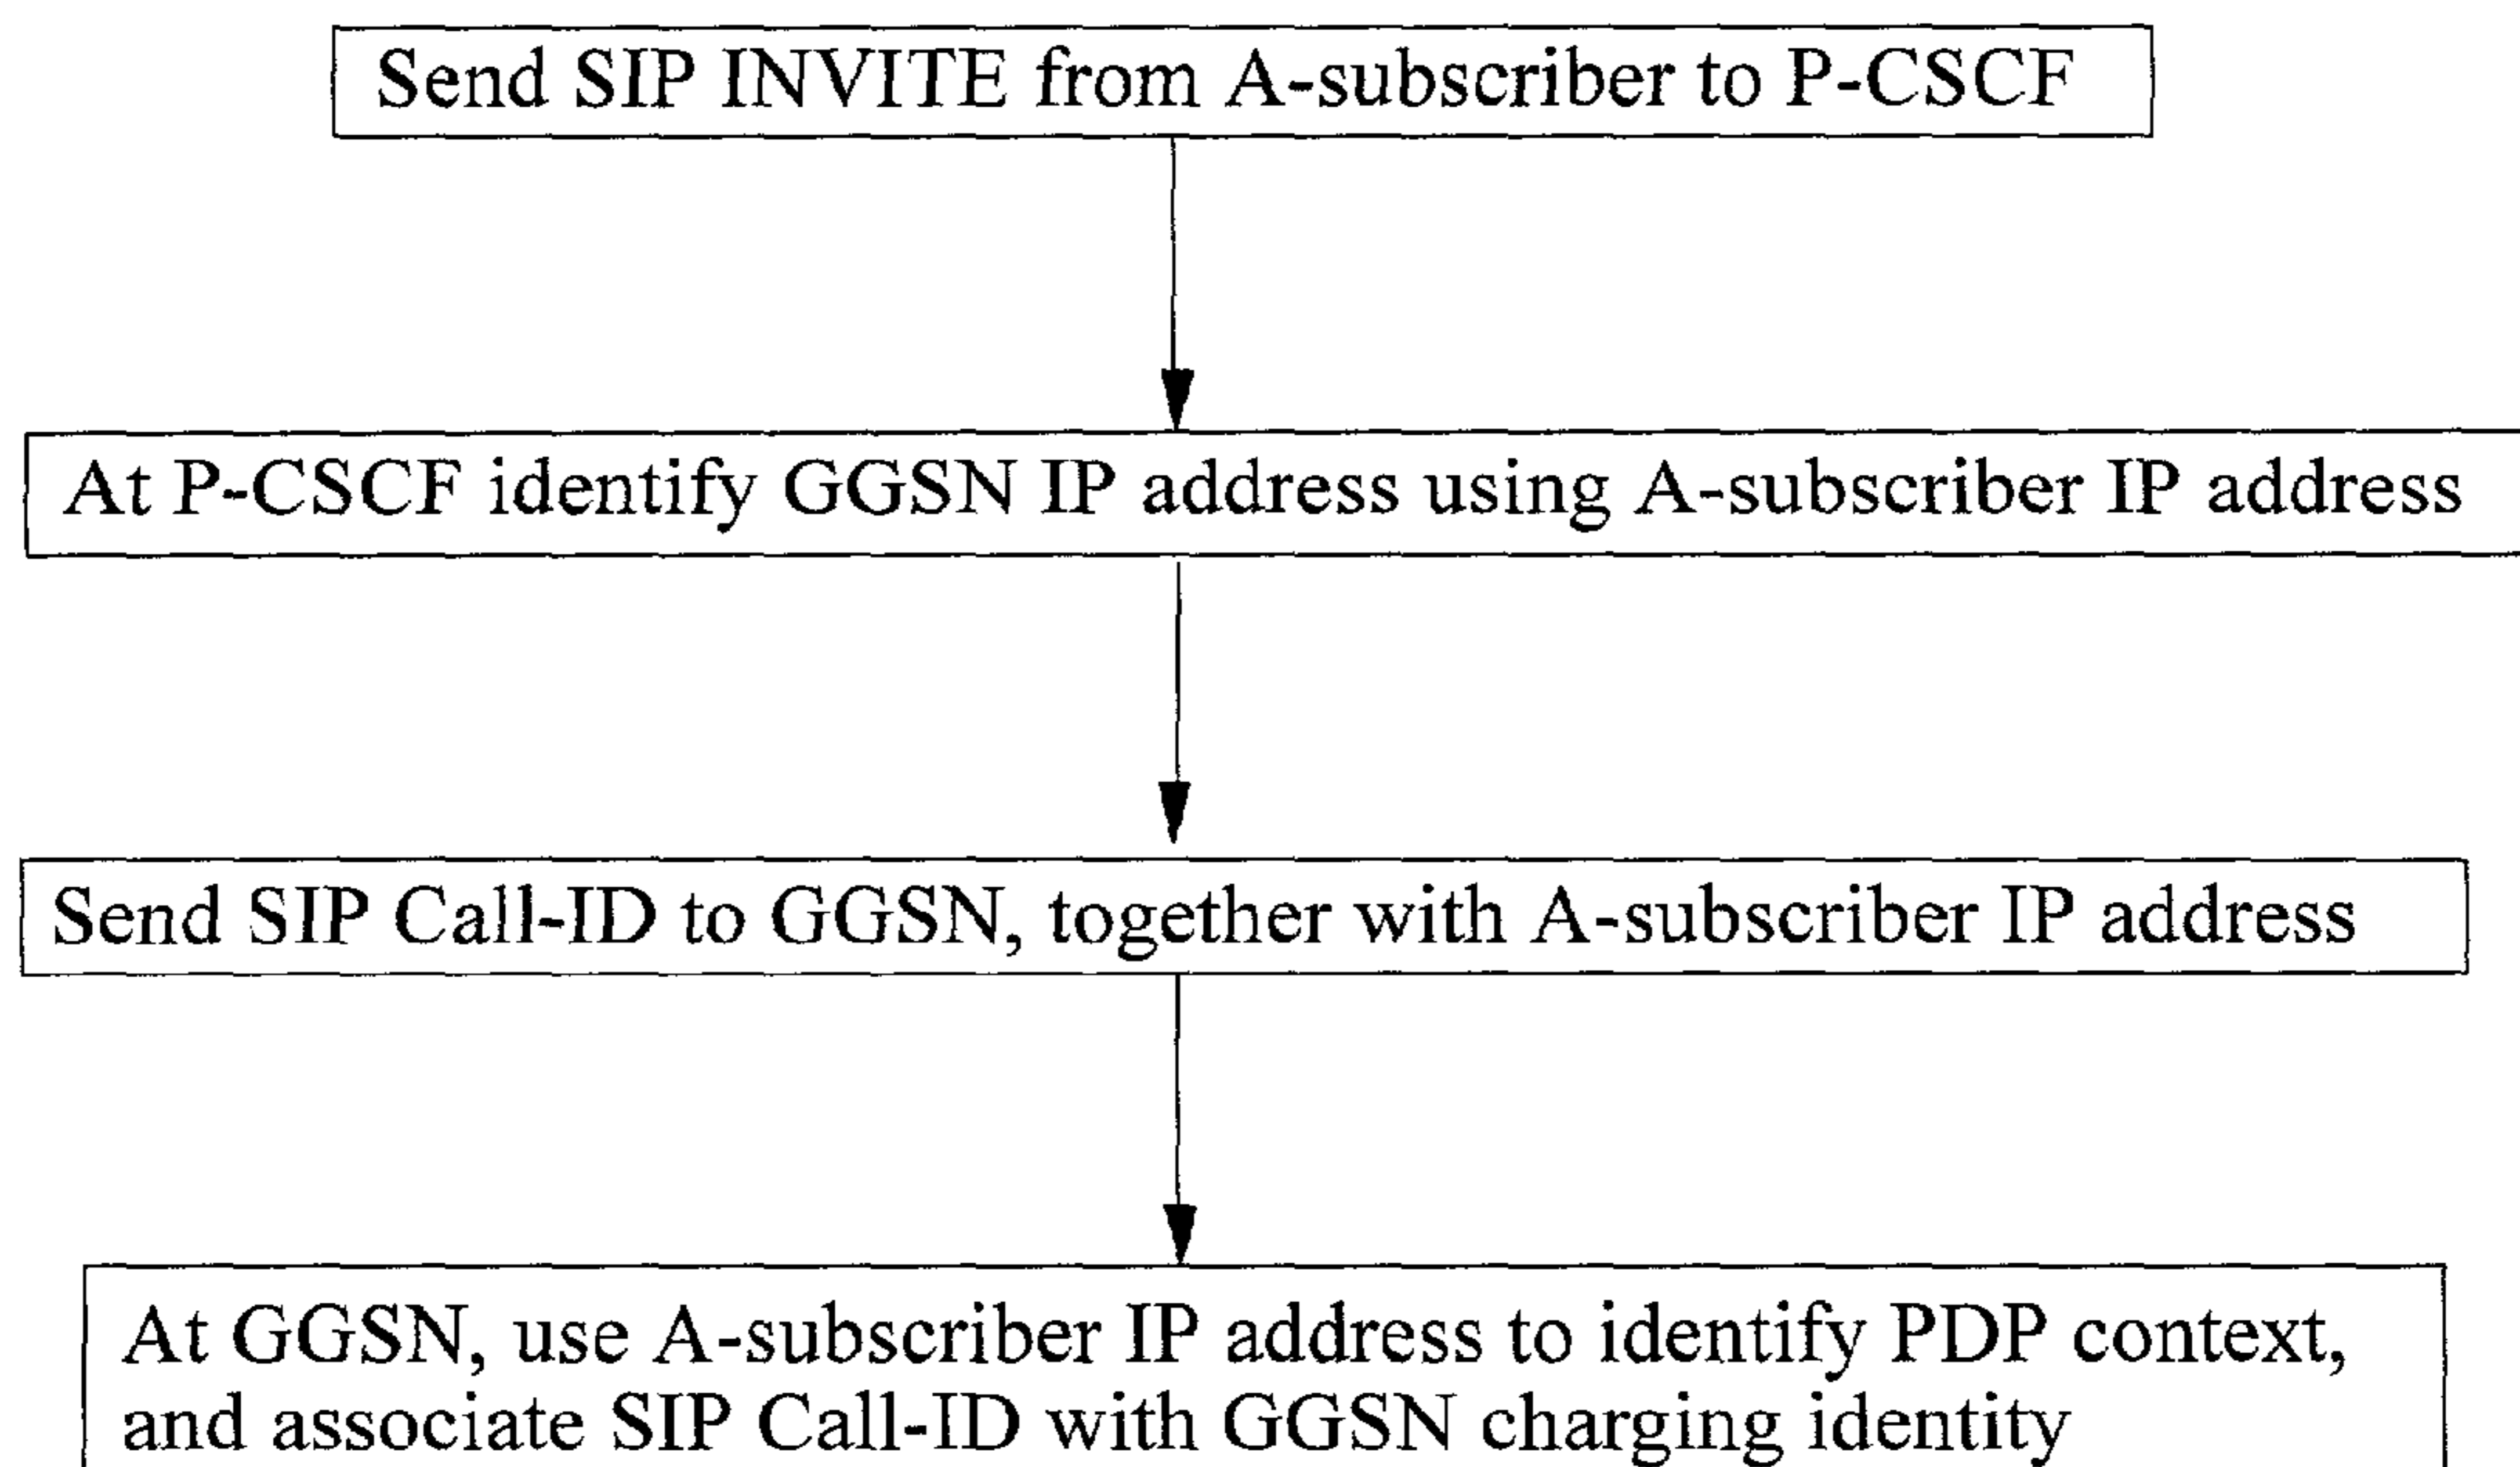 Send SIP INVITE from A-subscriber to P-CSCF
At P-CSCF identify GGSN IP address using A-subscriber IP address
Send SIP Call-ID to GGSN, together with A-subscriber IP address
At GGSN, use A-subscriber IP address to identify PDP context,
and associate SIP Call-ID with GGSN charging identity